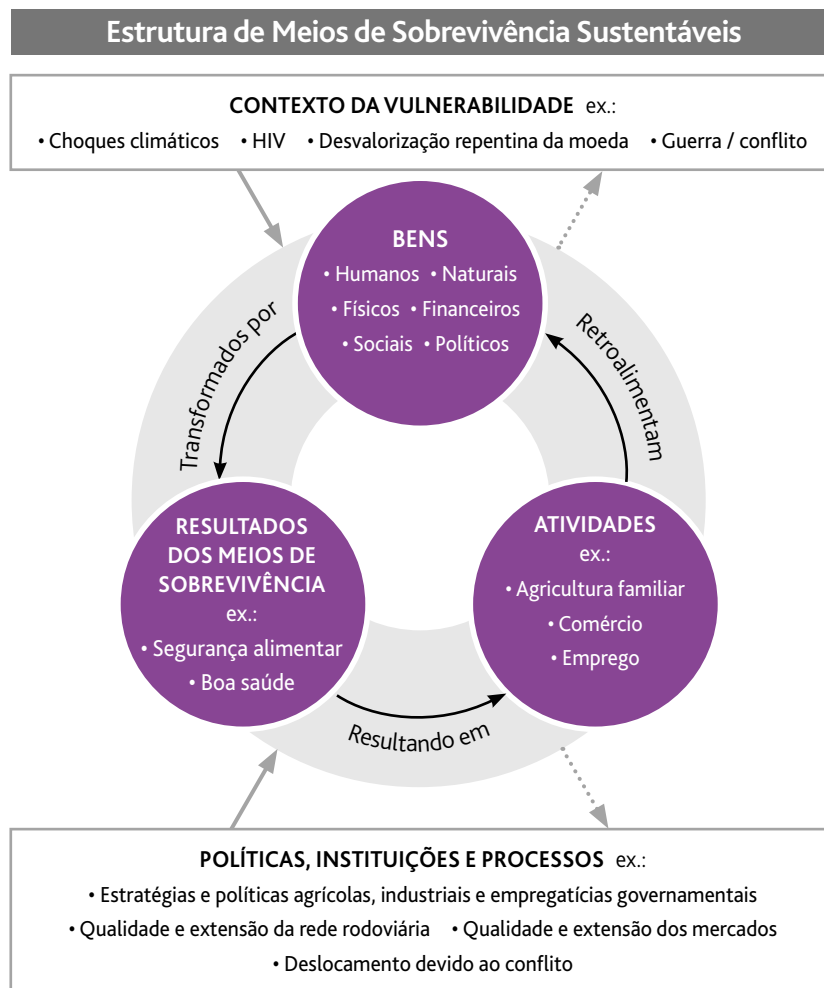 Estrutura de Meios de Sobrevivência Sustentáveis
CONTEXTO DA VULNERABILIDADE ex.:
• Choques climáticos • HIV • Desvalorização repentina da moeda • Guerra / conflito
BENS
• Humanos • Naturais
• Físicos • Financeiros
• Sociais • Políticos
Transformados por
Retroalimentam
RESULTADOS
DOS MEIOS DE
SOBREVIVÊNCIA
ex.:
• Segurança alimentar
• Boa saúde
ATIVIDADES
ex.:
• Agricultura familiar
• Comércio
• Emprego
Resultando em
POLÍTICAS, INSTITUIÇÕES E PROCESSOS ex.:
• Estratégias e políticas agrícolas, industriais e empregatícias governamentais
• Qualidade e extensão da rede rodoviária • Qualidade e extensão dos mercados
• Deslocamento devido ao conflito